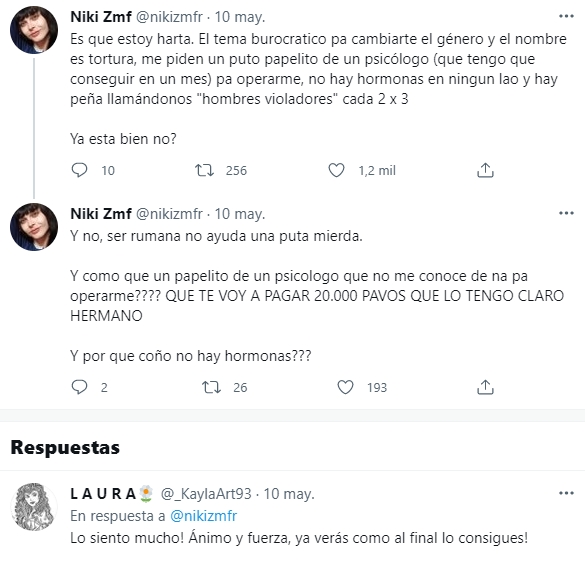 Niki Zmf @nikizmfr · 10 may.
Es que estoy harta. El tema burocratico pa cambiarte el género y el nombre
es tortura, me piden un puto papelito de un psicólogo (que tengo que
conseguir en un mes) pa operarme, no hay hormonas en ningun lao y hay
peña llamándonos "hombres violadores" cada 2 x 3
Ya esta bien no?
10 256 1,2 mil
Niki Zmf @nikizmfr · 10 may.
Y no, ser rumana no ayuda una puta mierda.
Y como que un papelito de un psicologo que no me conoce de na pa
operarme???? QUE TE VOY A PAGAR 20.000 PAVOS QUE LO TENGO CLARO
HERMANO
Y por que coño no hay hormonas???
2 26 193
Respuestas
L A U R A🌼 @_KaylaArt93 · 10 may.
En respuesta a @nikizmfr
Lo siento mucho! Ánimo y fuerza, ya verás como al final lo consigues!